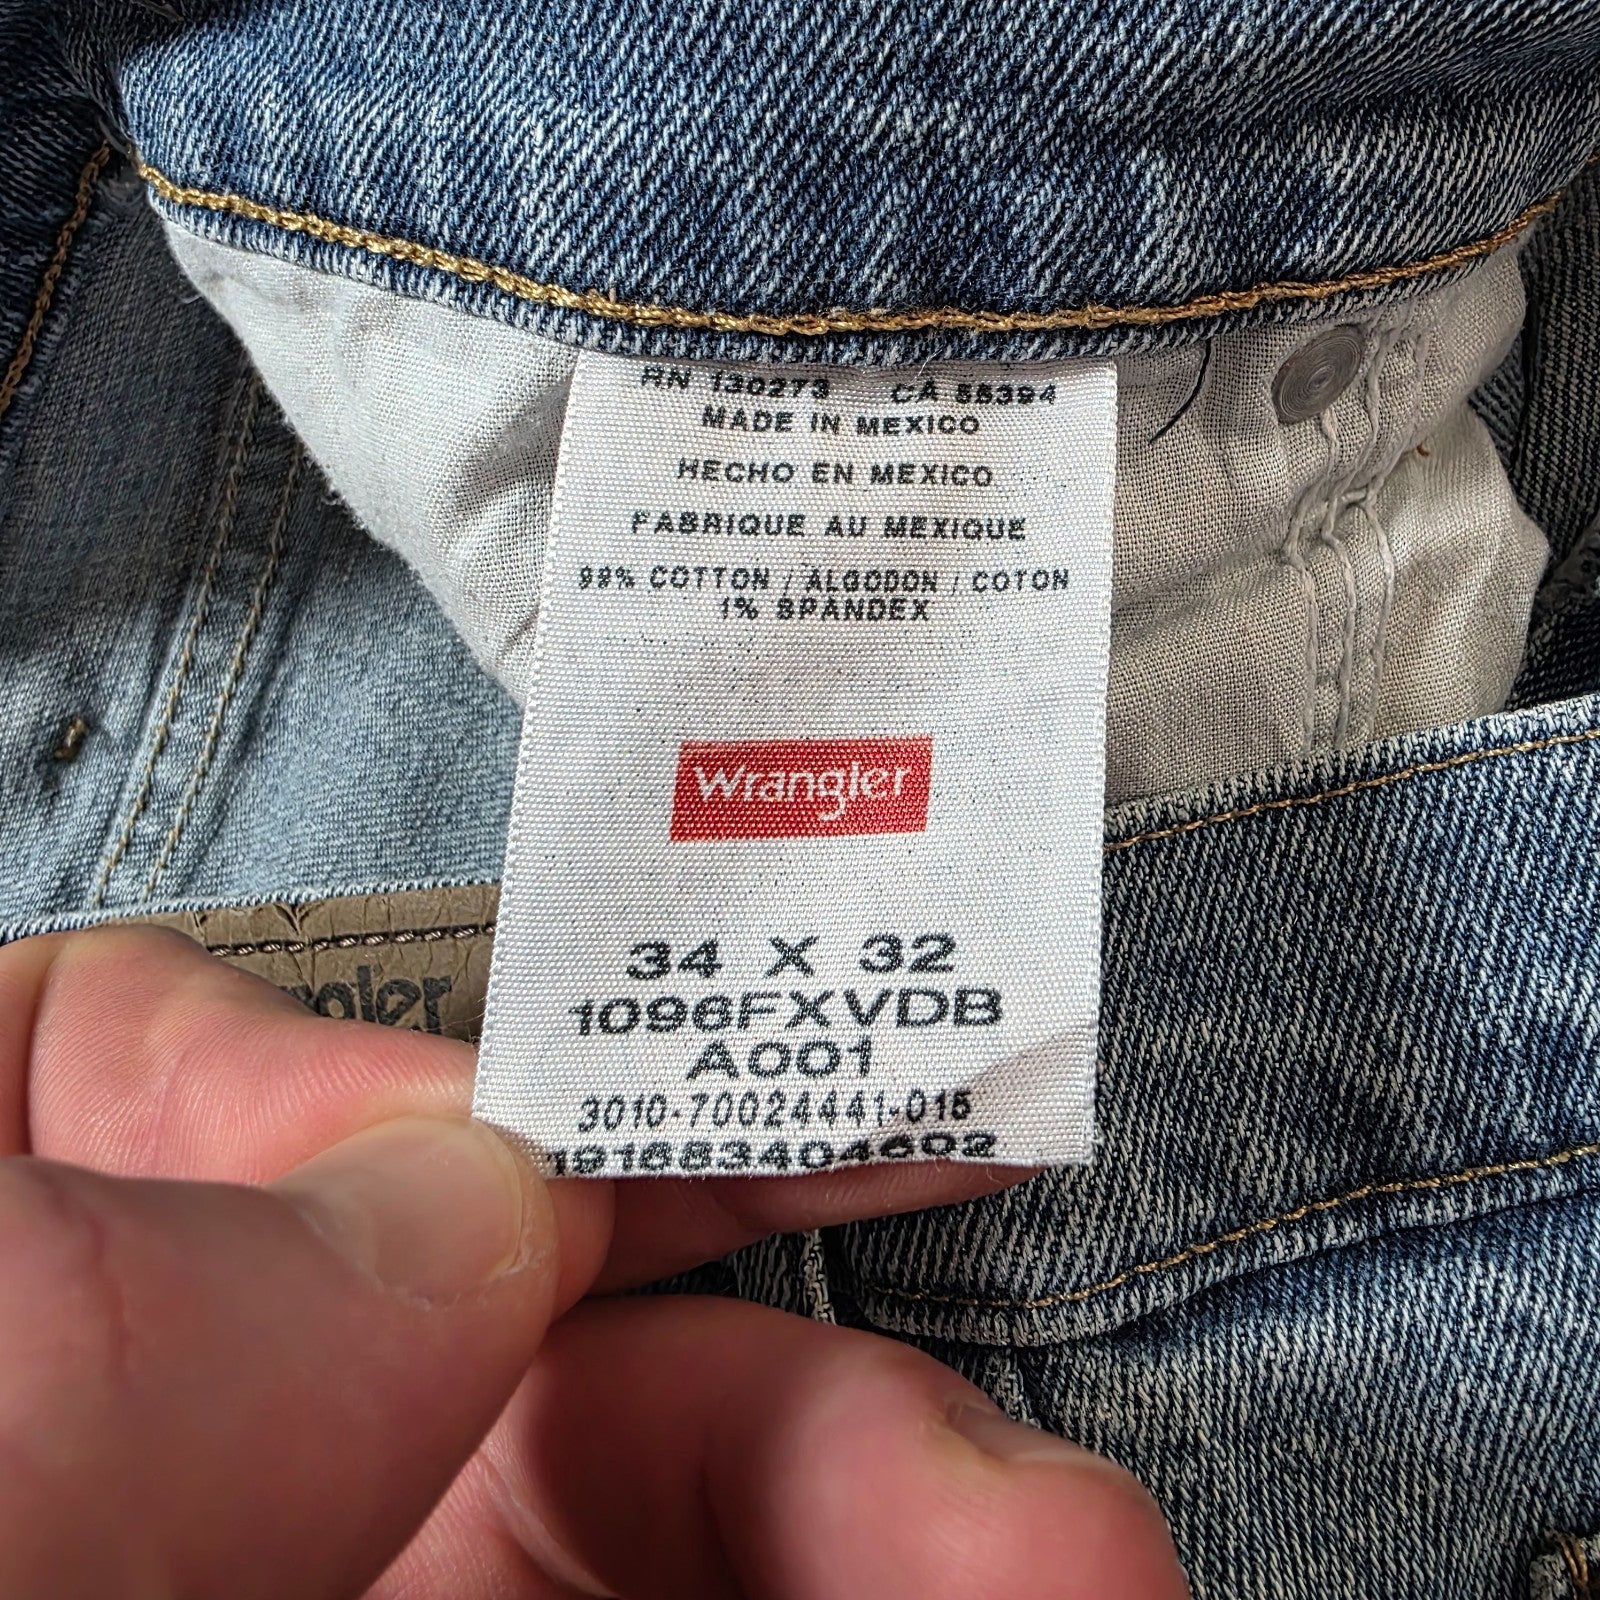 RN 130273 CA 55394
MADE IN MEXICO
HECHO EN MEXICO
FABRIQUE AU MEXIQUE
99% COTTON / ALGODON / COTON
1% SPANDEX
Wrangler
34 X 32
1096FXVDB
A001
3010-70024441-015